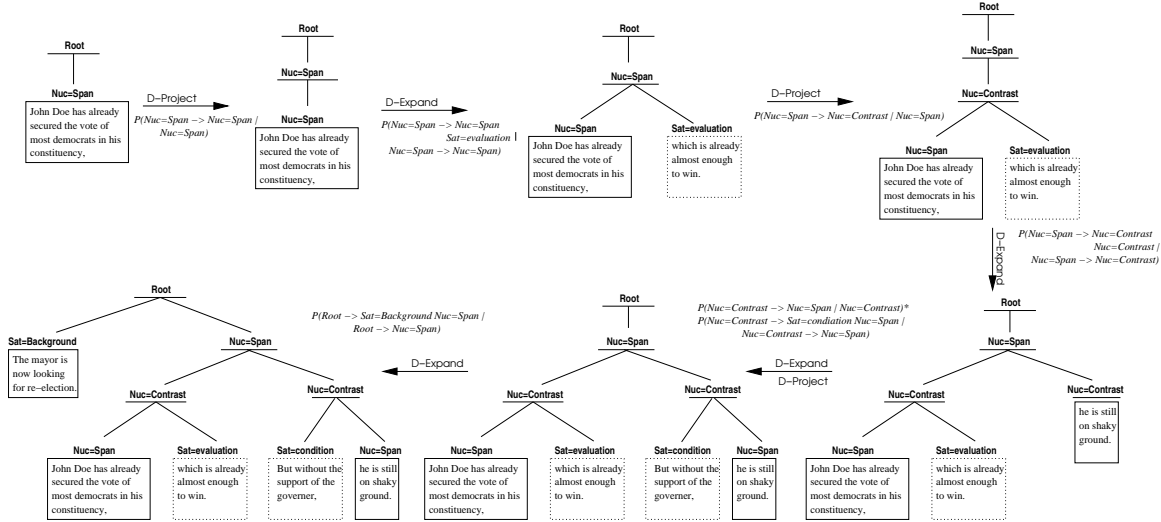 Root
Nuc=Span
John Doe has already
secured the vote of
most democrats in his
constituency,
D-Project
P(Nuc=Span -> Nuc=Span |
Nuc=Span)
Root
Nuc=Span
Nuc=Span
John Doe has already
secured the vote of
most democrats in his
constituency,
D-Expand
P(Nuc=Span -> Nuc=Span
Sat=evaluation |
Nuc=Span -> Nuc=Span)
Root
Nuc=Span
Nuc=Span
Sat=evaluation
John Doe has already
secured the vote of
most democrats in his
constituency,
which is already
almost enough
to win.
D-Project
P(Nuc=Span -> Nuc=Contrast | Nuc=Span)
Root
Nuc=Span
Nuc=Contrast
Nuc=Span
Sat=evaluation
John Doe has already
secured the vote of
most democrats in his
constituency,
which is already
almost enough
to win.
D-Expand
P(Nuc=Span -> Nuc=Contrast
Nuc=Contrast |
Nuc=Span -> Nuc=Contrast)
Root
Nuc=Span
Nuc=Contrast
Nuc=Contrast
he is still
on shaky
ground.
Nuc=Span
Sat=evaluation
John Doe has already
secured the vote of
most democrats in his
constituency,
which is already
almost enough
to win.
P(Nuc=Contrast -> Nuc=Span | Nuc=Contrast)*
P(Nuc=Contrast -> Sat=condiation Nuc=Span |
Nuc=Contrast -> Nuc=Span)
D-Expand
D-Project
Root
Nuc=Span
Nuc=Contrast
Nuc=Contrast
Nuc=Span
Sat=evaluation
Sat=condition
Nuc=Span
John Doe has already
secured the vote of
most democrats in his
constituency,
which is already
almost enough
to win.
But without the
support of the
governer,
he is still
on shaky
ground.
P(Root -> Sat=Background Nuc=Span |
Root -> Nuc=Span)
D-Expand
Root
Sat=Background
The mayor is
now looking
for re-election.
Nuc=Span
Nuc=Contrast
Nuc=Contrast
Nuc=Span
Sat=evaluation
Sat=condition
Nuc=Span
John Doe has already
secured the vote of
most democrats in his
constituency,
which is already
almost enough
to win.
But without the
support of the
governer,
he is still
on shaky
ground.